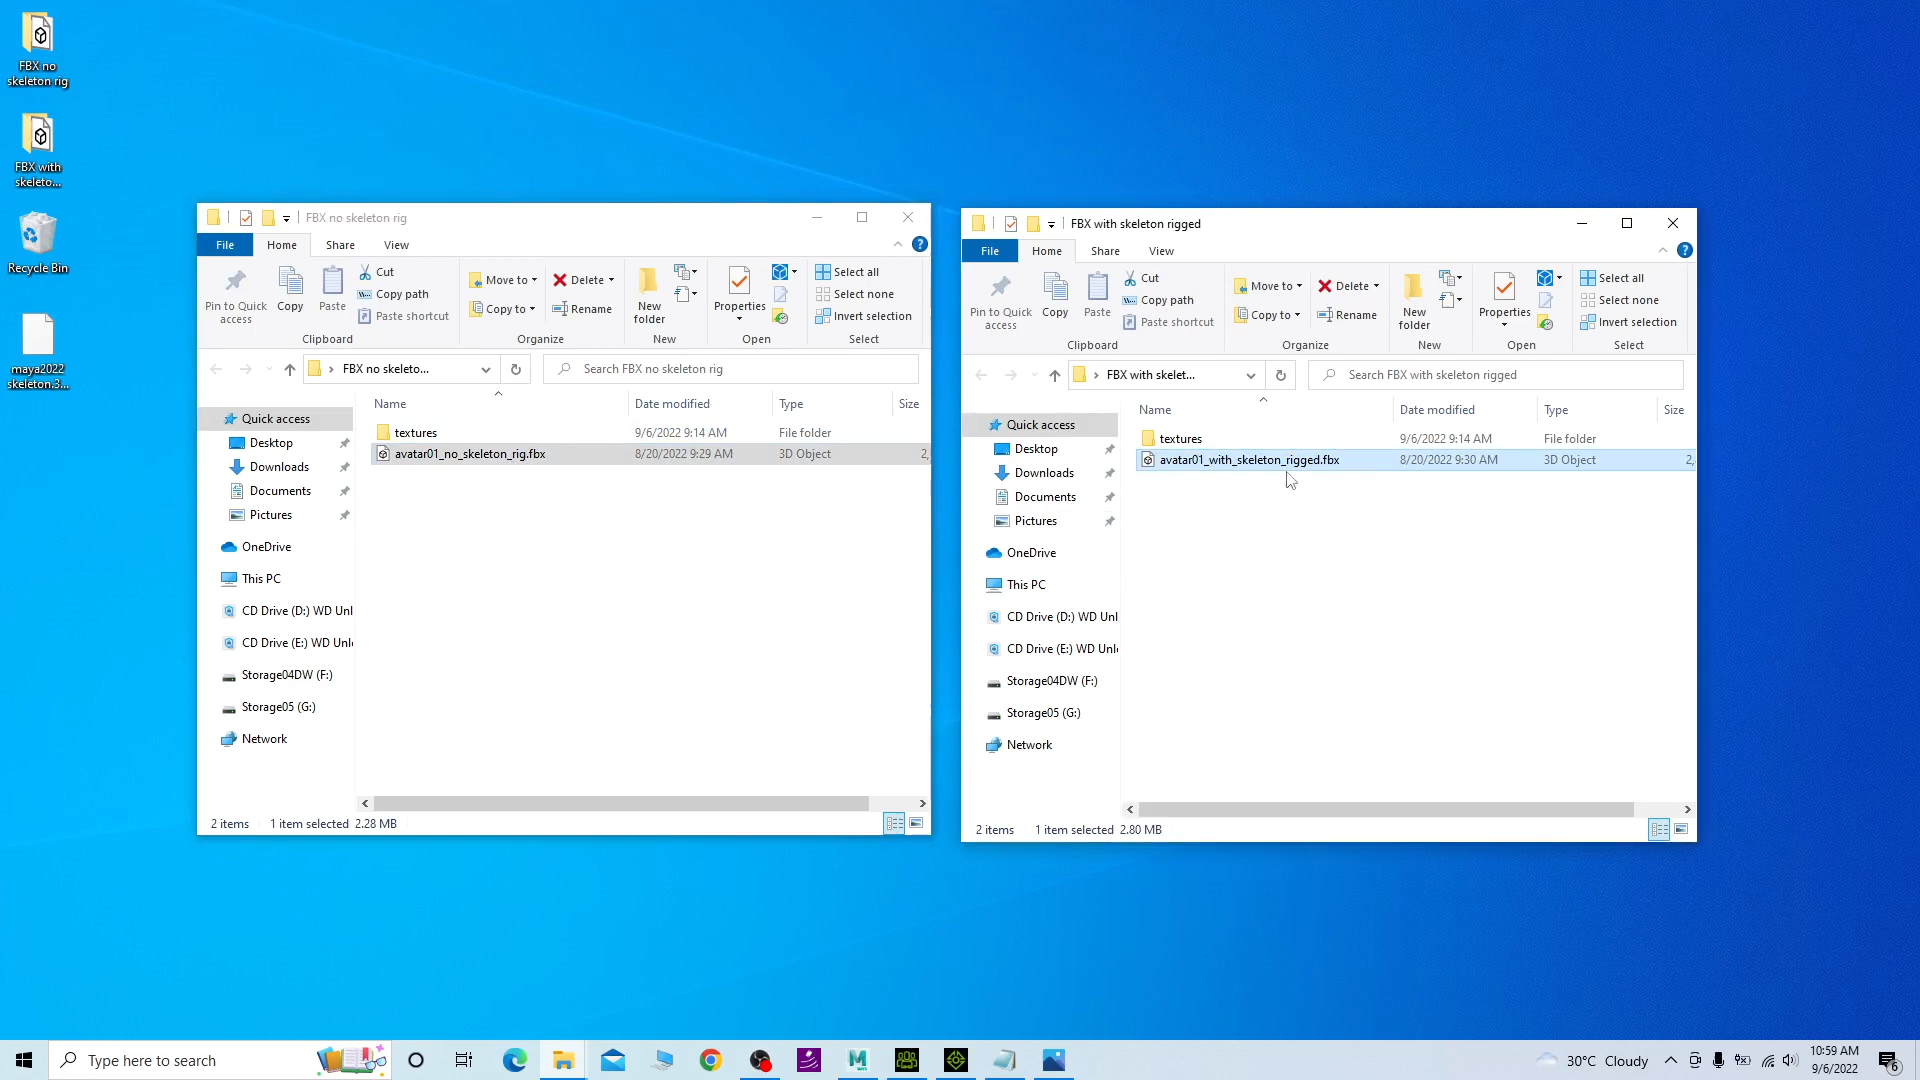 FBX no
skeleton rig
FBX with
skeleto...
Recycle Bin
maya2022
skeleton.3...
FBX no skeleton rig
File
Home
Share
View
Pin to Quick
access
Copy
Paste
Cut
Copy path
Paste shortcut
Clipboard
Move to
Copy to
Delete
Rename
Organize
New
folder
New
Properties
Open
Select all
Select none
Invert selection
Select
FBX no skeleto...
Search FBX no skeleton rig
Name
Date modified
Type
Size
textures
9/6/2022 9:14 AM
File folder
avatar01_no_skeleton_rig.fbx
8/20/2022 9:29 AM
3D Object
2,
Quick access
Desktop
Downloads
Documents
Pictures
OneDrive
This PC
CD Drive (D:) WD Unl
CD Drive (E:) WD Unl
Storage04DW (F:)
Storage05 (G:)
Network
2 items
1 item selected 2.28 MB
FBX with skeleton rigged
File
Home
Share
View
Pin to Quick
access
Copy
Paste
Cut
Copy path
Paste shortcut
Clipboard
Move to
Copy to
Delete
Rename
Organize
New
folder
New
Properties
Open
Select all
Select none
Invert selection
Select
FBX with skelet...
Search FBX with skeleton rigged
Name
Date modified
Type
Size
textures
9/6/2022 9:14 AM
File folder
avatar01_with_skeleton_rigged.fbx
8/20/2022 9:30 AM
3D Object
2,
Quick access
Desktop
Downloads
Documents
Pictures
OneDrive
This PC
CD Drive (D:) WD Unl
CD Drive (E:) WD Unl
Storage04DW (F:)
Storage05 (G:)
Network
2 items
1 item selected 2.80 MB
Type here to search
30°C Cloudy
10:59 AM
9/6/2022
6